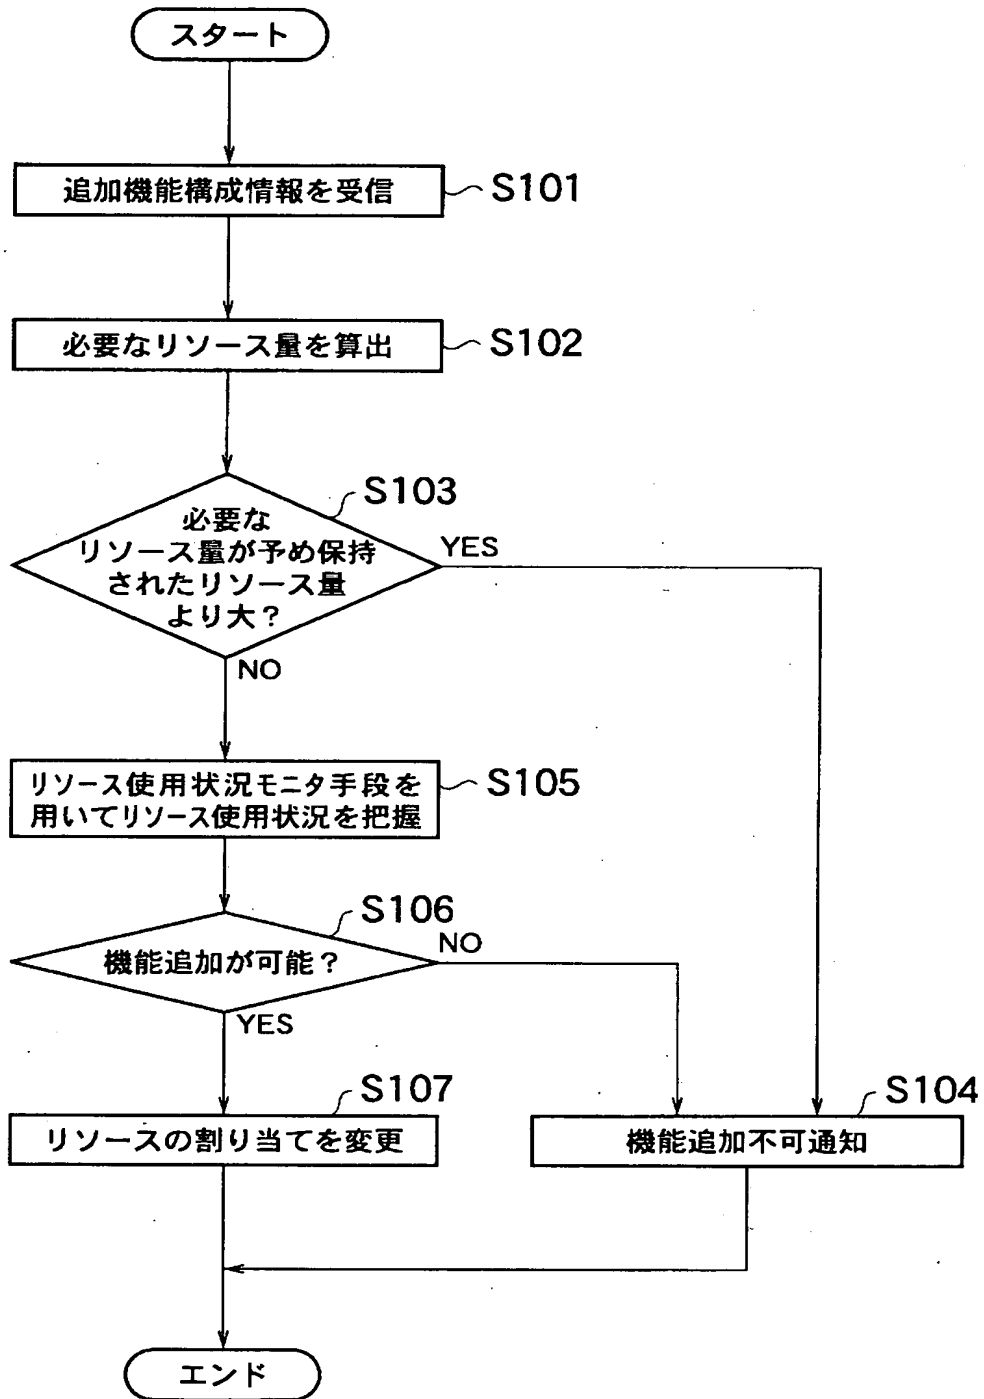 スタート
追加機能構成情報を受信
S101
必要なリソース量を算出
S102
S103
必要な
リソース量が予め保持
されたリソース量
より大?
YES
NO
リソース使用状況モニタ手段を
用いてリソース使用状況を把握
S105
S106
機能追加が可能?
NO
YES
S107
リソースの割り当てを変更
S104
機能追加不可通知
エンド